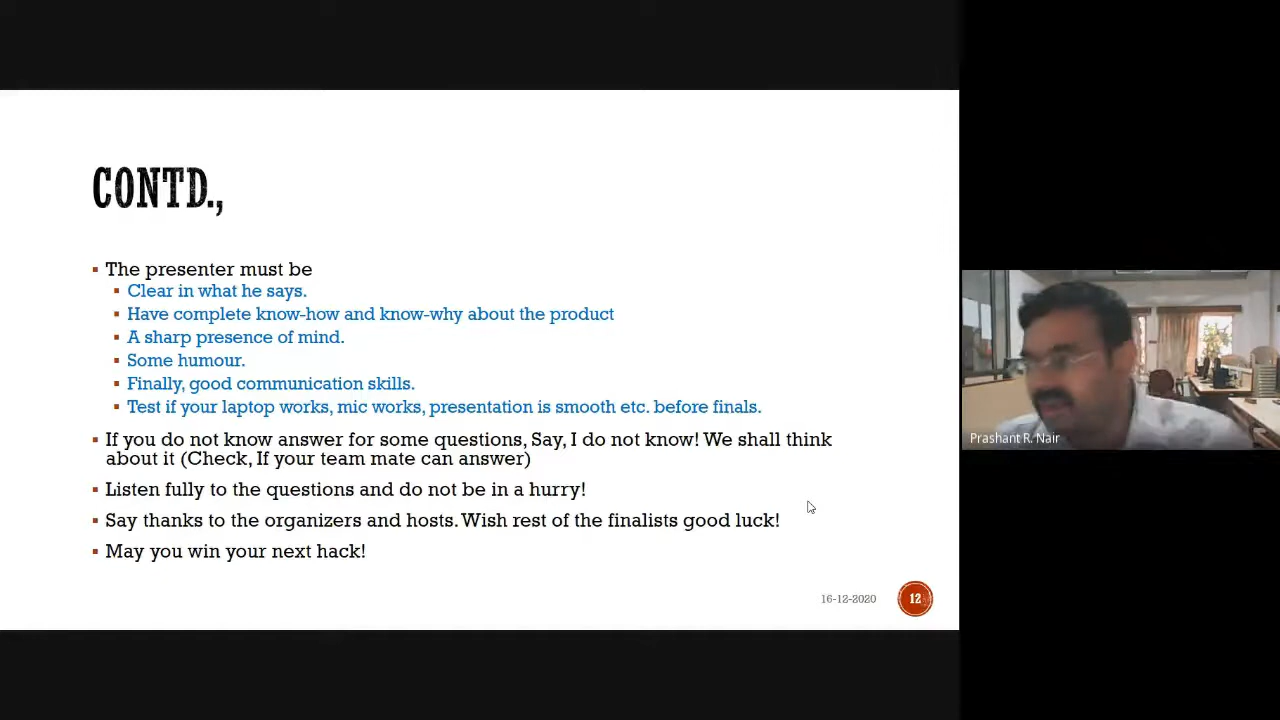 CONTD.,
The presenter must be
Clear in what he says.
Have complete know-how and know-why about the product
A sharp presence of mind.
Some humour.
Finally, good communication skills.
Test if your laptop works, mic works, presentation is smooth etc. before finals.
If you do not know answer for some questions, Say, I do not know! We shall think
about it (Check, If your team mate can answer)
Listen fully to the questions and do not be in a hurry!
Say thanks to the organizers and hosts. Wish rest of the finalists good luck!
May you win your next hack!
16-12-2020
12
Prashant R. Nair